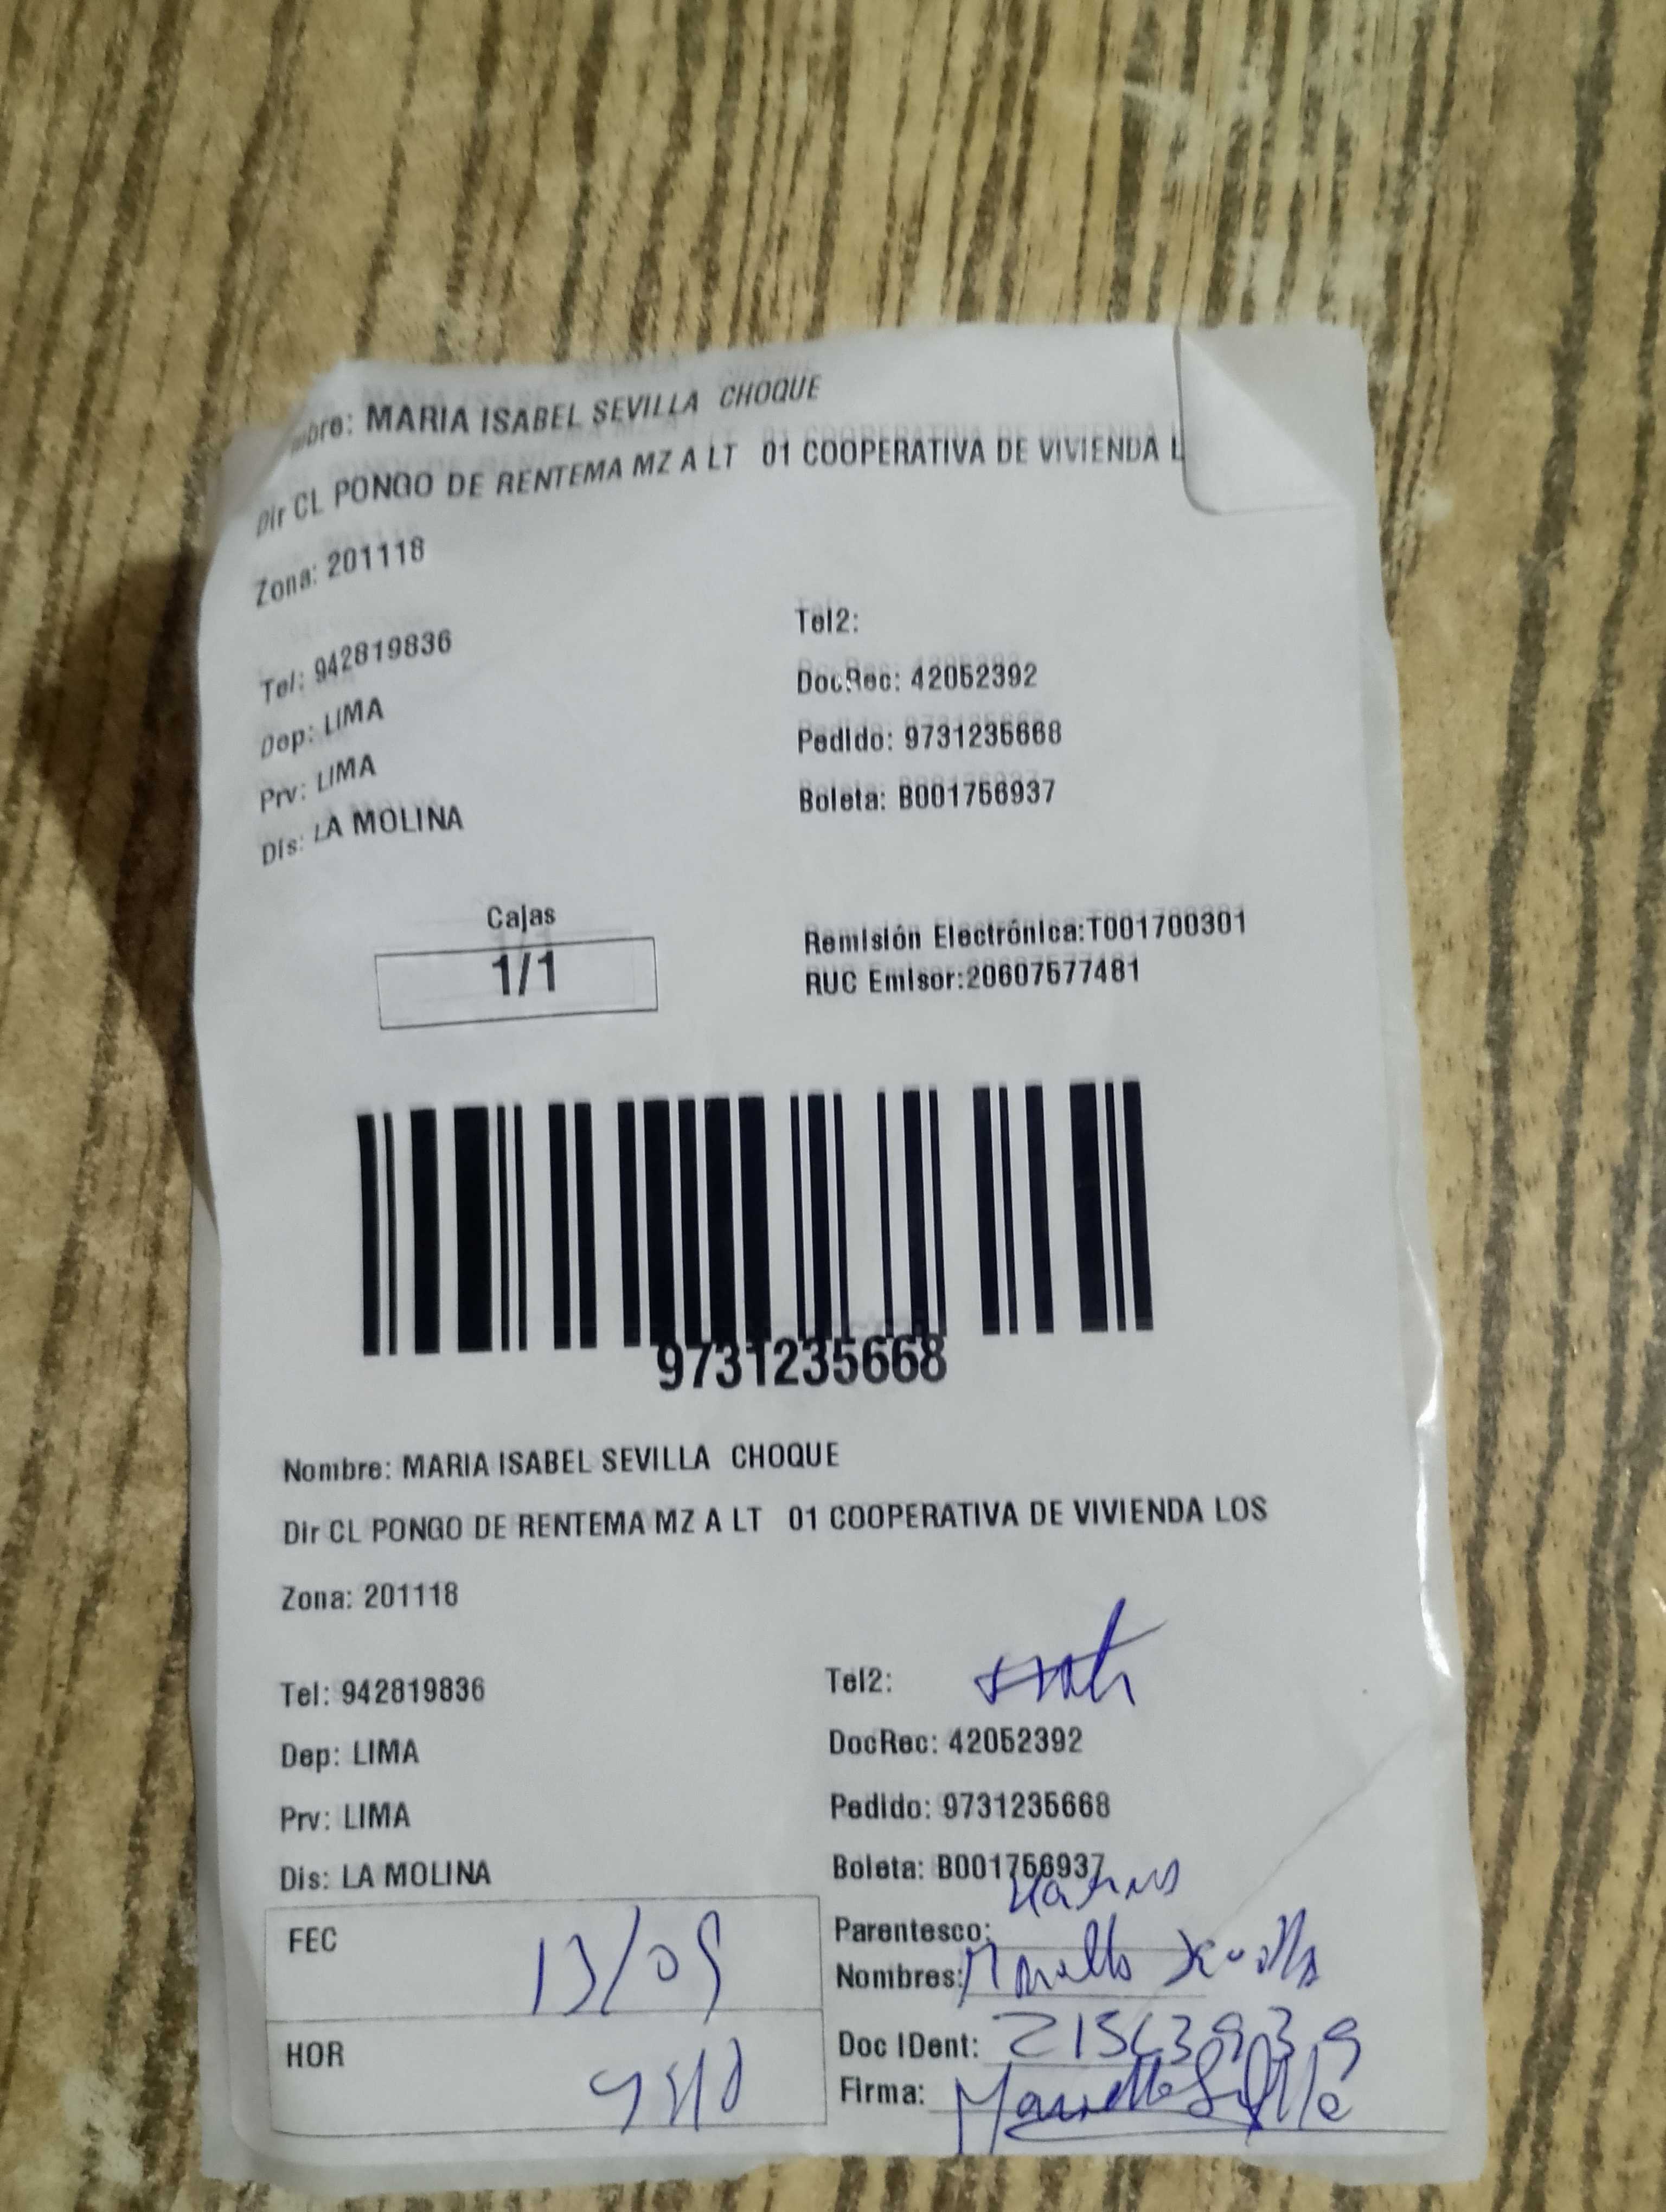 mbre: MARIA ISABEL SEVILLA CHOQUE
Dir CL PONGO DE RENTEMA MZ A LT 01 COOPERATIVA DE VIVIENDA L
Zona: 201118
Tel: 942819836
Tel2:
Dep: LIMA
DocRec: 42052392
Prv: LIMA
Pedido: 9731235668
Dis: LA MOLINA
Boleta: B001756937
Cajas
1/1
Remisión Electrónica:T001700301
RUC Emisor:20607577481
9731235668
Nombre: MARIA ISABEL SEVILLA CHOQUE
Dir CL PONGO DE RENTEMA MZ A LT 01 COOPERATIVA DE VIVIENDA LOS
Zona: 201118
Tel: 942819836
Tel2:
Dep: LIMA
DocRec: 42052392
Prv: LIMA
Pedido: 9731235668
Dis: LA MOLINA
Boleta: B001756937
FEC 13/09
Parentesco:
Nombres:
HOR
Doc IDent:
Firma: